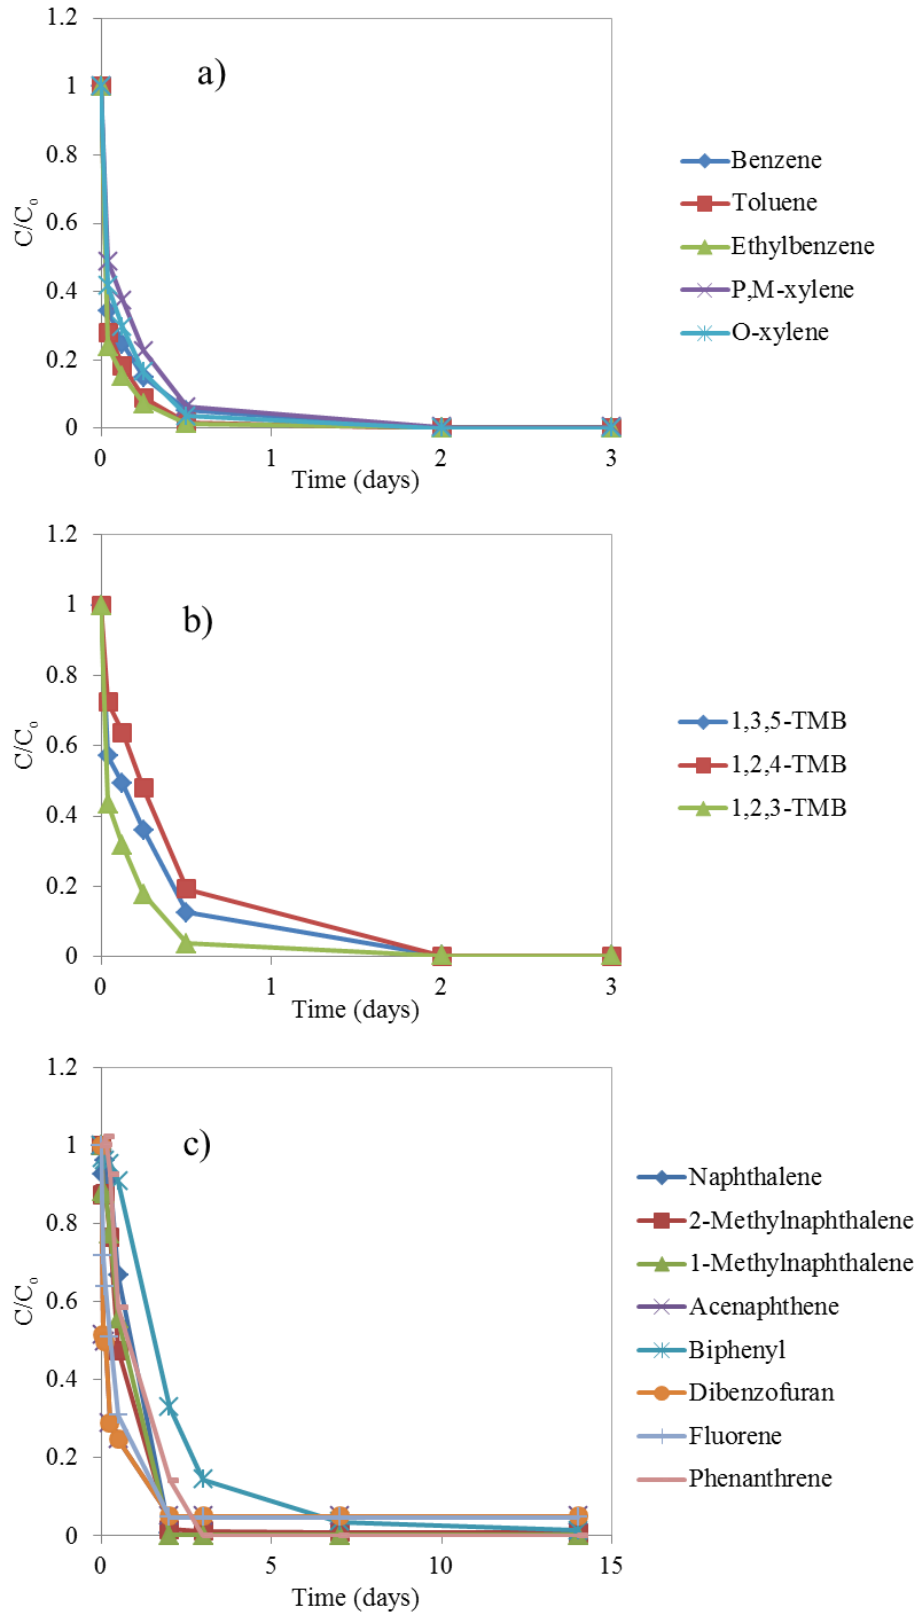 1.2
1
0.8
0.6
0.4
0.2
0
C/Co
a)
0 1 2 3
Time (days)
Benzene
Toluene
Ethylbenzene
P,M-xylene
O-xylene
1.2
1
0.8
0.6
0.4
0.2
0
C/Co
b)
0 1 2 3
Time (days)
1,3,5-TMB
1,2,4-TMB
1,2,3-TMB
1.2
1
0.8
0.6
0.4
0.2
0
C/Co
c)
0 5 10 15
Time (days)
Naphthalene
2-Methylnaphthalene
1-Methylnaphthalene
Acenaphthene
Biphenyl
Dibenzofuran
Fluorene
Phenanthrene